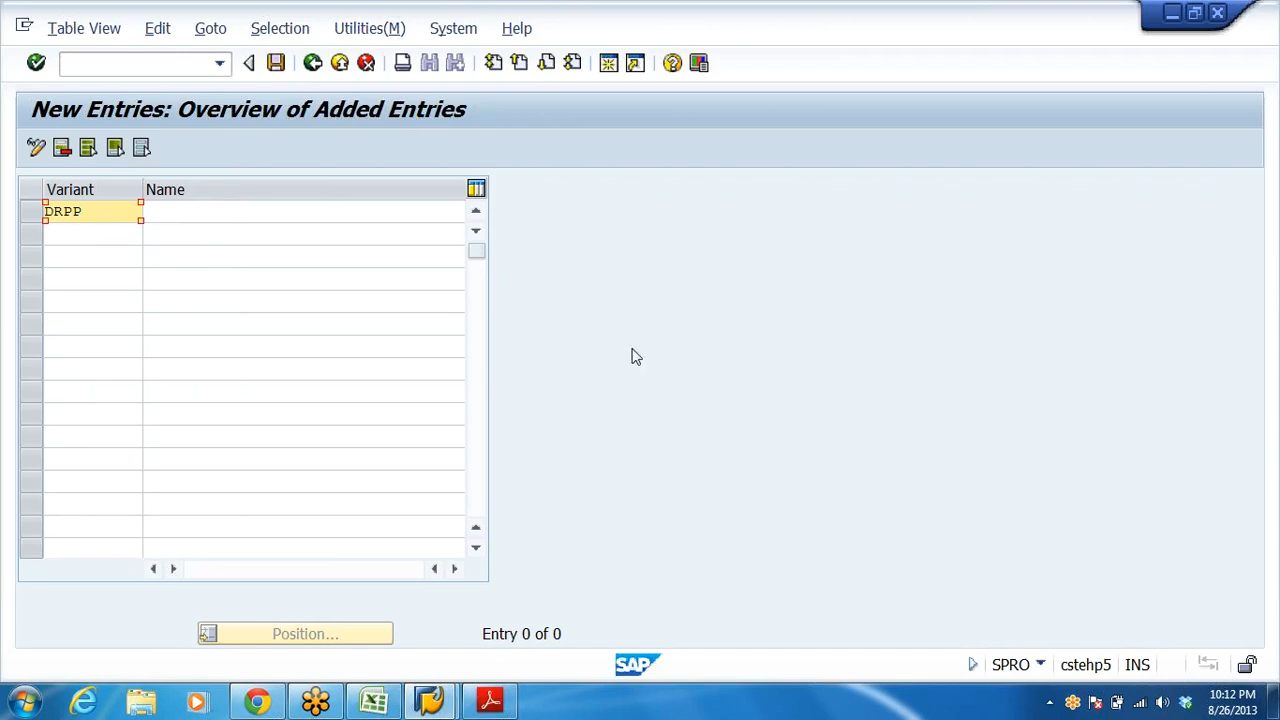 Table View Edit Goto Selection Utilities(M) System Help
New Entries: Overview of Added Entries
Variant Name
DRPP
Position... Entry 0 of 0
SAP SPRO cstehp5 INS
10:12 PM
8/26/2013